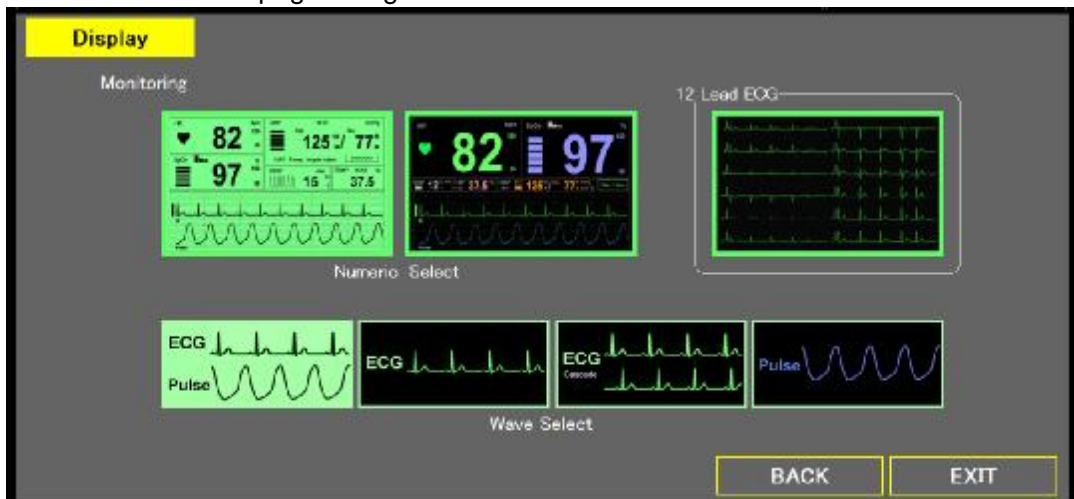 Display
Monitoring
12 Lead ECG
82
125/ 77
97
16
37.5
82
97
Numeric Select
ECG
Pulse
ECG
ECG
Cascade
Pulse
Wave Select
BACK
EXIT